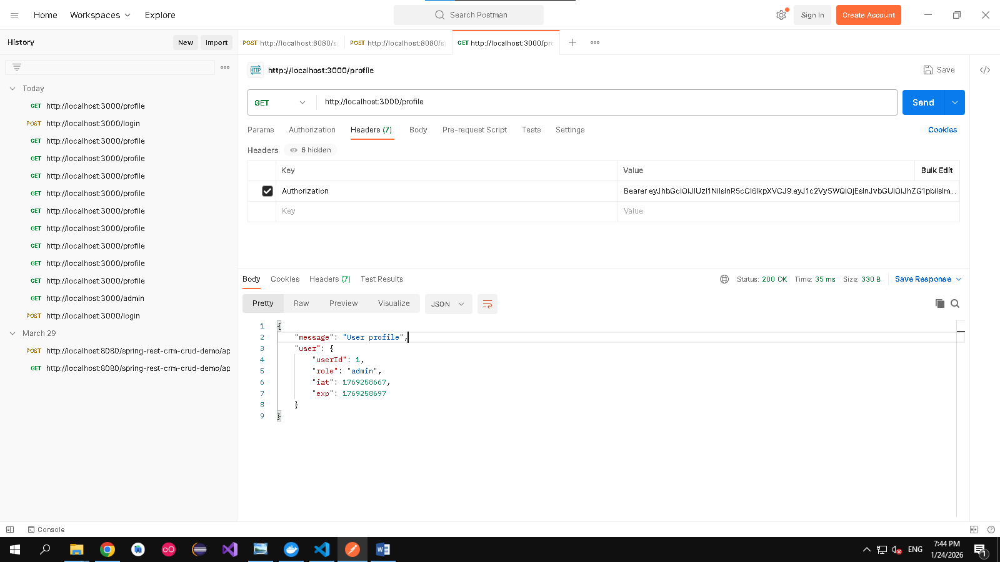 Home Workspaces Explore
Search Postman
Sign In Create Account
History New Import
POST http://localhost:8080/s POST http://localhost:8080/s GET http://localhost:3000/pr
Today
GET http://localhost:3000/profile
POST http://localhost:3000/login
GET http://localhost:3000/profile
GET http://localhost:3000/profile
GET http://localhost:3000/profile
GET http://localhost:3000/profile
GET http://localhost:3000/profile
GET http://localhost:3000/profile
GET http://localhost:3000/profile
GET http://localhost:3000/profile
GET http://localhost:3000/profile
GET http://localhost:3000/admin
POST http://localhost:3000/login
March 29
POST http://localhost:8080/spring-rest-crm-crud-demo/ap
GET http://localhost:8080/spring-rest-crm-crud-demo/ap
HTTP http://localhost:3000/profile
Save
GET http://localhost:3000/profile
Send
Params Authorization Headers (7) Body Pre-request Script Tests Settings
Cookies
Headers 6 hidden
Key Value Bulk Edit
Authorization Bearer
Key Value
Body Cookies Headers (7) Test Results
Status: 200 OK Time: 35 ms Size: 330 B Save Response
Pretty Raw Preview Visualize JSON
1 {
2 "message": "User profile",
3 "user": {
4 "userId": 1,
5 "role": "admin",
6 "iat": 1769258667,
7 "exp": 1769258697
8 }
9 }
Console
ENG
7:44 PM
1/24/2026
1